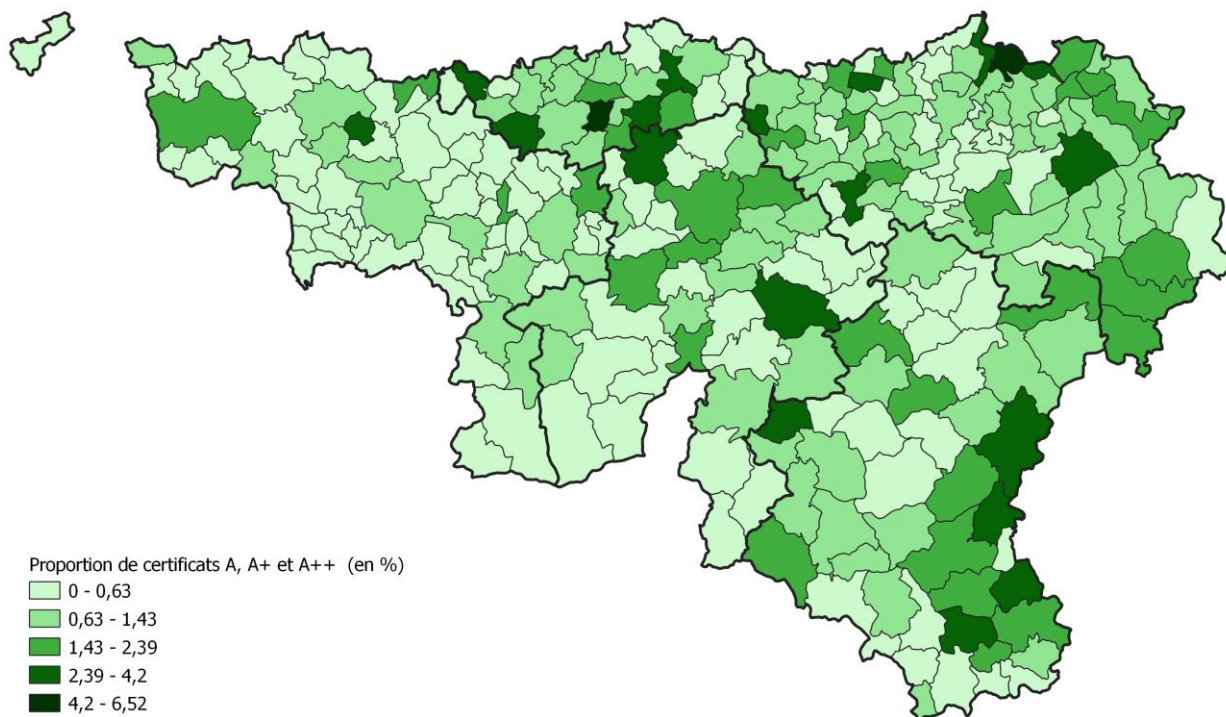 Proportion de certificats A, A+ et A++ (en %)
0 - 0,63
0,63 - 1,43
1,43 - 2,39
2,39 - 4,2
4,2 - 6,52